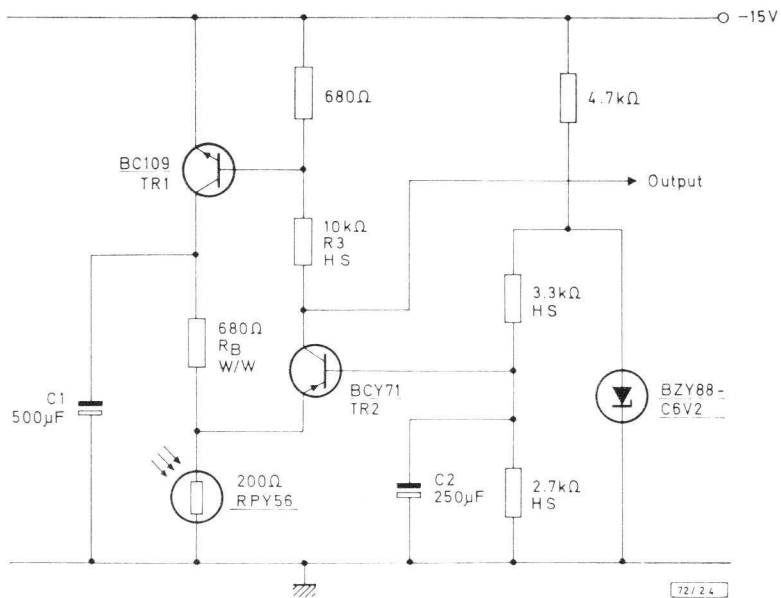 -15V
680Ω
4.7kΩ
BC109
TR1
Output
10kΩ
R3
HS
3.3kΩ
HS
680Ω
RB
W/W
BCY71
TR2
BZY88-
C6V2
C1
500µF
200Ω
RPY56
C2
250µF
2.7kΩ
HS
72/24